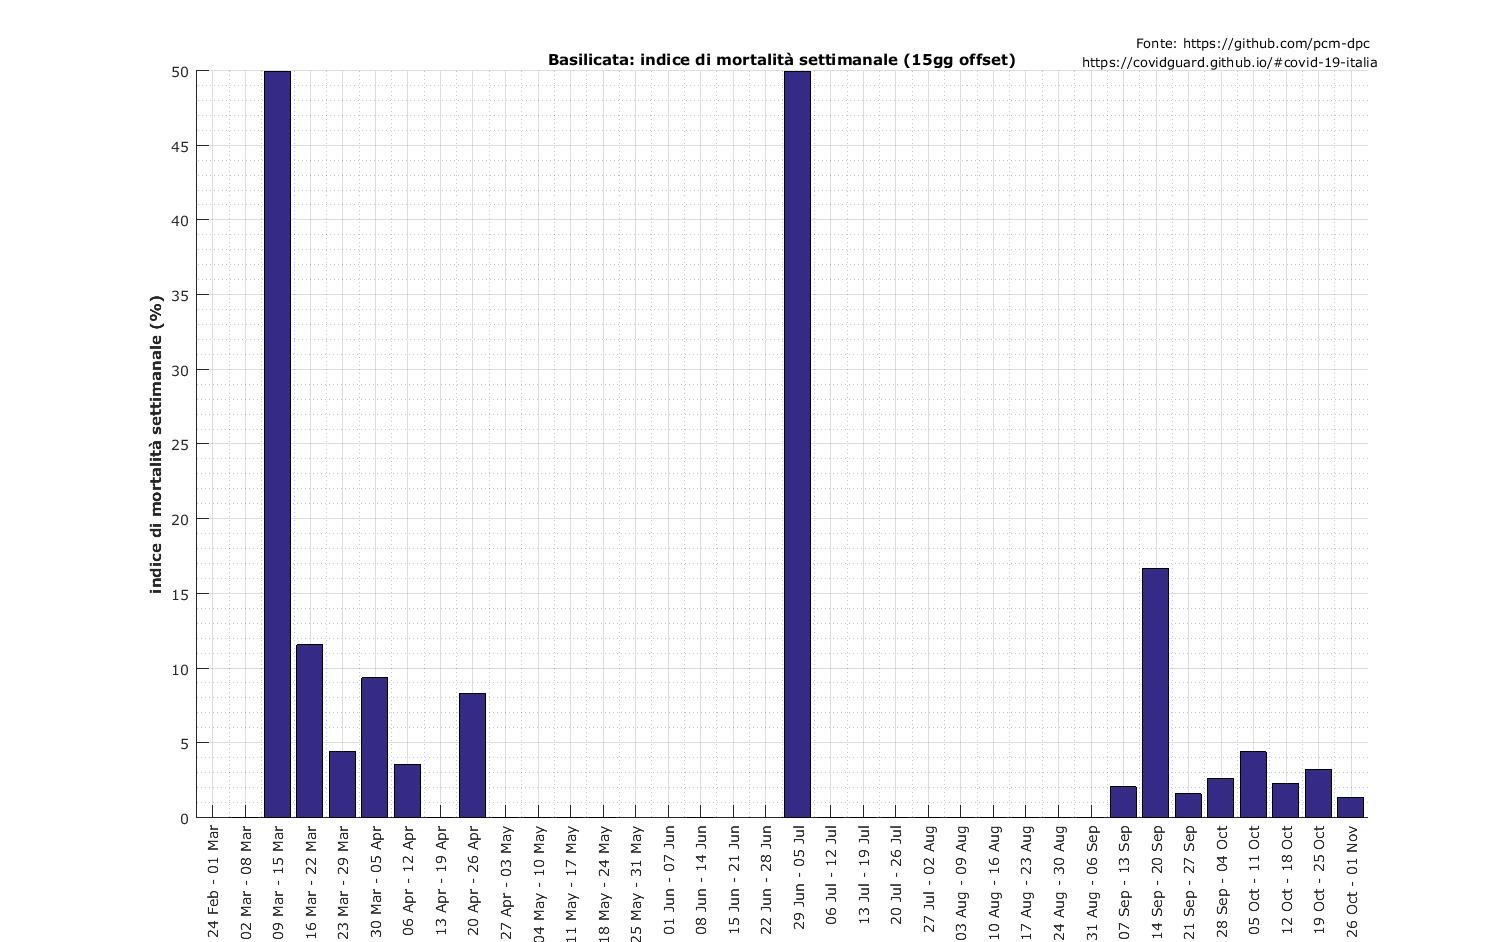 Fonte: https://github.com/pcm-dpc
https://covidguard.github.io/#covid-19-italia
Basilicata: indice di mortalità settimanale (15gg offset)
indice di mortalità settimanale (%)
50
45
40
35
30
25
20
15
10
5
0
24 Feb - 01 Mar
02 Mar - 08 Mar
09 Mar - 15 Mar
16 Mar - 22 Mar
23 Mar - 29 Mar
30 Mar - 05 Apr
06 Apr - 12 Apr
13 Apr - 19 Apr
20 Apr - 26 Apr
27 Apr - 03 May
04 May - 10 May
11 May - 17 May
18 May - 24 May
25 May - 31 May
01 Jun - 07 Jun
08 Jun - 14 Jun
15 Jun - 21 Jun
22 Jun - 28 Jun
29 Jun - 05 Jul
06 Jul - 12 Jul
13 Jul - 19 Jul
20 Jul - 26 Jul
27 Jul - 02 Aug
03 Aug - 09 Aug
10 Aug - 16 Aug
17 Aug - 23 Aug
24 Aug - 30 Aug
31 Aug - 06 Sep
07 Sep - 13 Sep
14 Sep - 20 Sep
21 Sep - 27 Sep
28 Sep - 04 Oct
05 Oct - 11 Oct
12 Oct - 18 Oct
19 Oct - 25 Oct
26 Oct - 01 Nov